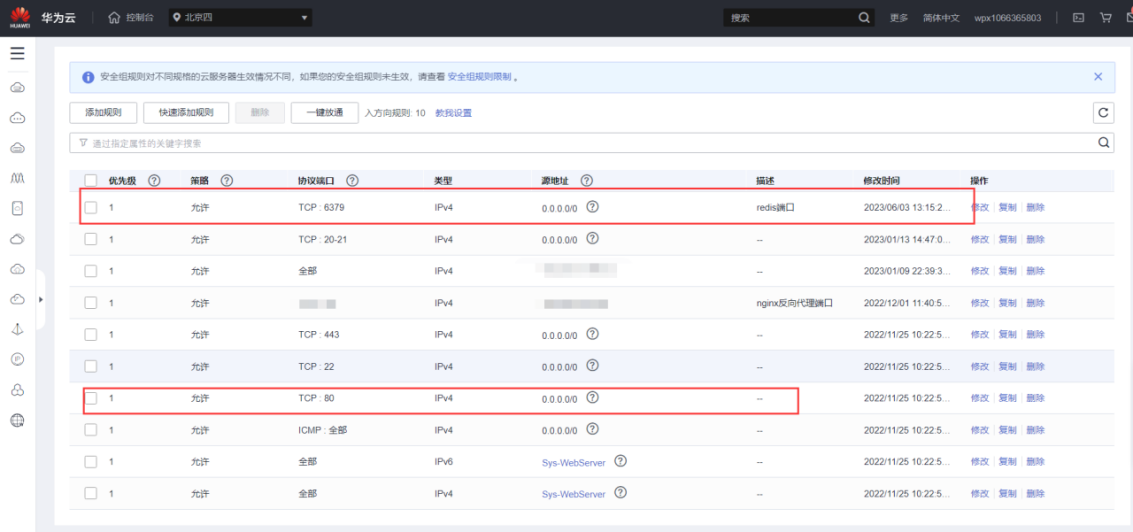 HUAWEI 华为云 控制台 北京四 搜索 更多 简体中文 wpx1066365803
安全组规则对不同规格的云服务器生效情况不同，如果您的安全组规则未生效，请查看 安全组规则限制 。
添加规则 快速添加规则 删除 一键放通 入方向规则: 10 教我设置
通过指定属性的关键字搜索
优先级 策略 协议端口 类型 源地址 描述 修改时间 操作
1 允许 TCP : 6379 IPv4 0.0.0.0/0 redis端口 2023/06/03 13:15:2... 修改 复制 删除
1 允许 TCP : 20-21 IPv4 0.0.0.0/0 -- 2023/01/13 14:47:0... 修改 复制 删除
1 允许 全部 IPv4 -- 2023/01/09 22:39:3... 修改 复制 删除
1 允许 IPv4 nginx反向代理端口 2022/12/01 11:40:5... 修改 复制 删除
1 允许 TCP : 443 IPv4 0.0.0.0/0 -- 2022/11/25 10:22:5... 修改 复制 删除
1 允许 TCP : 22 IPv4 0.0.0.0/0 -- 2022/11/25 10:22:5... 修改 复制 删除
1 允许 TCP : 80 IPv4 0.0.0.0/0 -- 2022/11/25 10:22:5... 修改 复制 删除
1 允许 ICMP : 全部 IPv4 0.0.0.0/0 -- 2022/11/25 10:22:5... 修改 复制 删除
1 允许 全部 IPv6 Sys-WebServer -- 2022/11/25 10:22:5... 修改 复制 删除
1 允许 全部 IPv4 Sys-WebServer -- 2022/11/25 10:22:5... 修改 复制 删除